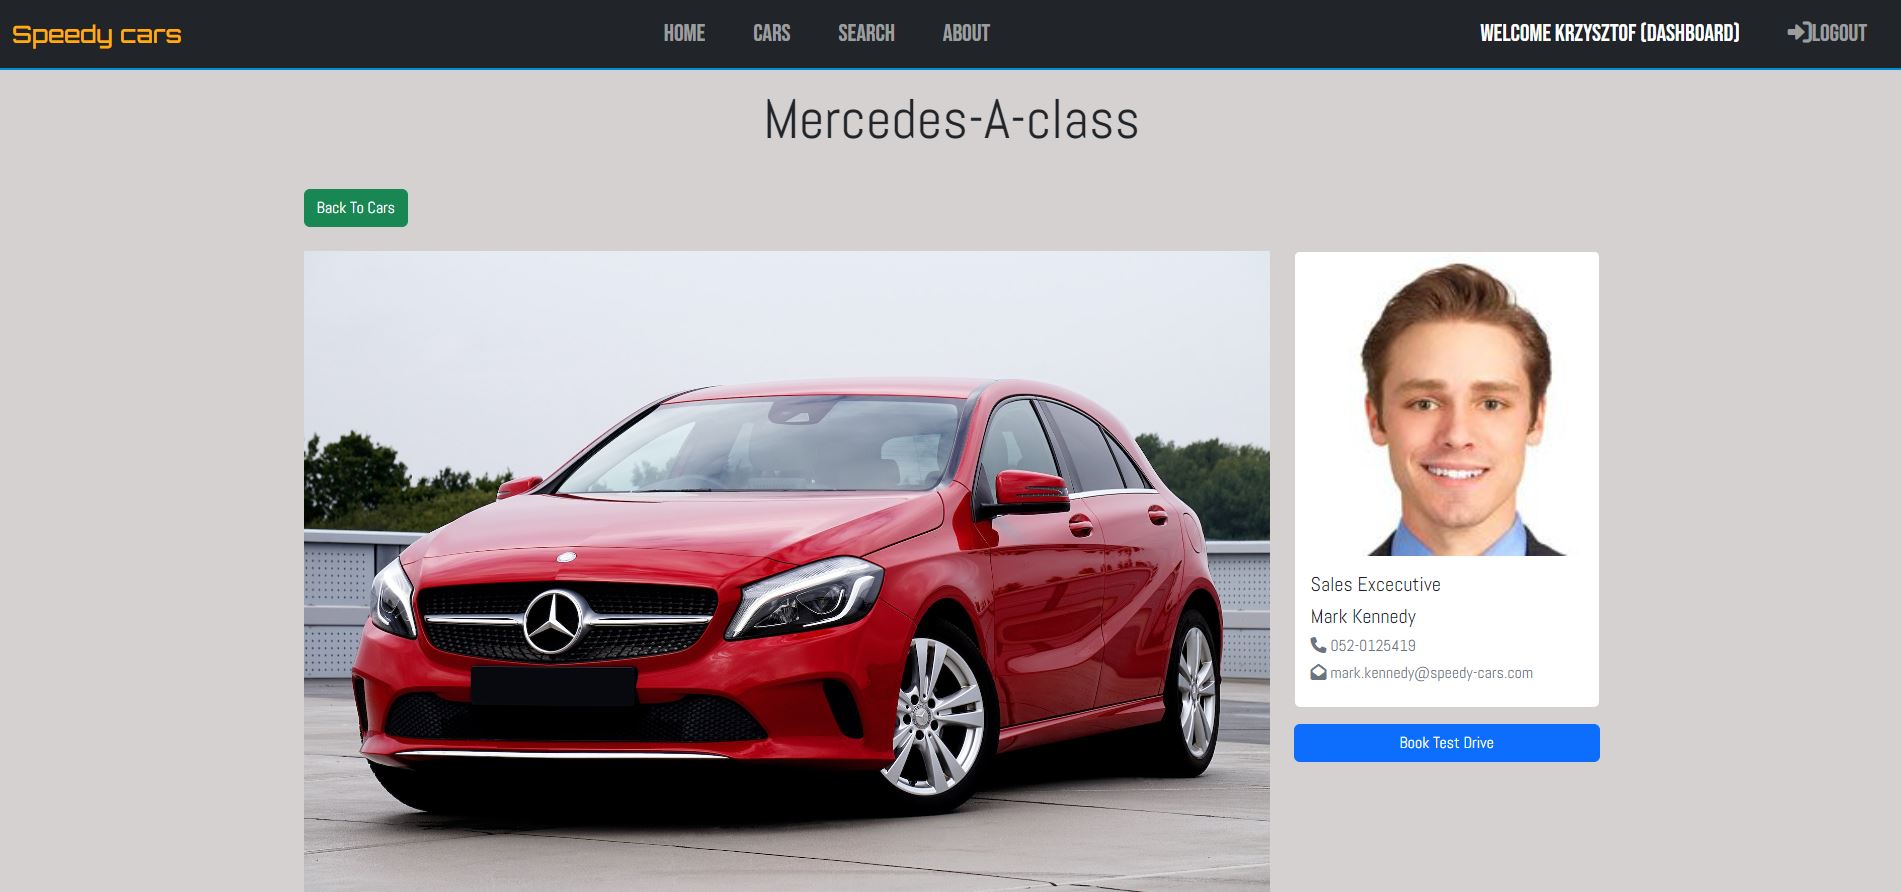 Speedy cars
HOME CARS SEARCH ABOUT
WELCOME KRZYSZTOF (DASHBOARD) LOGOUT
Mercedes-A-class
Back To Cars
Sales Excecutive
Mark Kennedy
052-0125419
mark.kennedy@speedy-cars.com
Book Test Drive